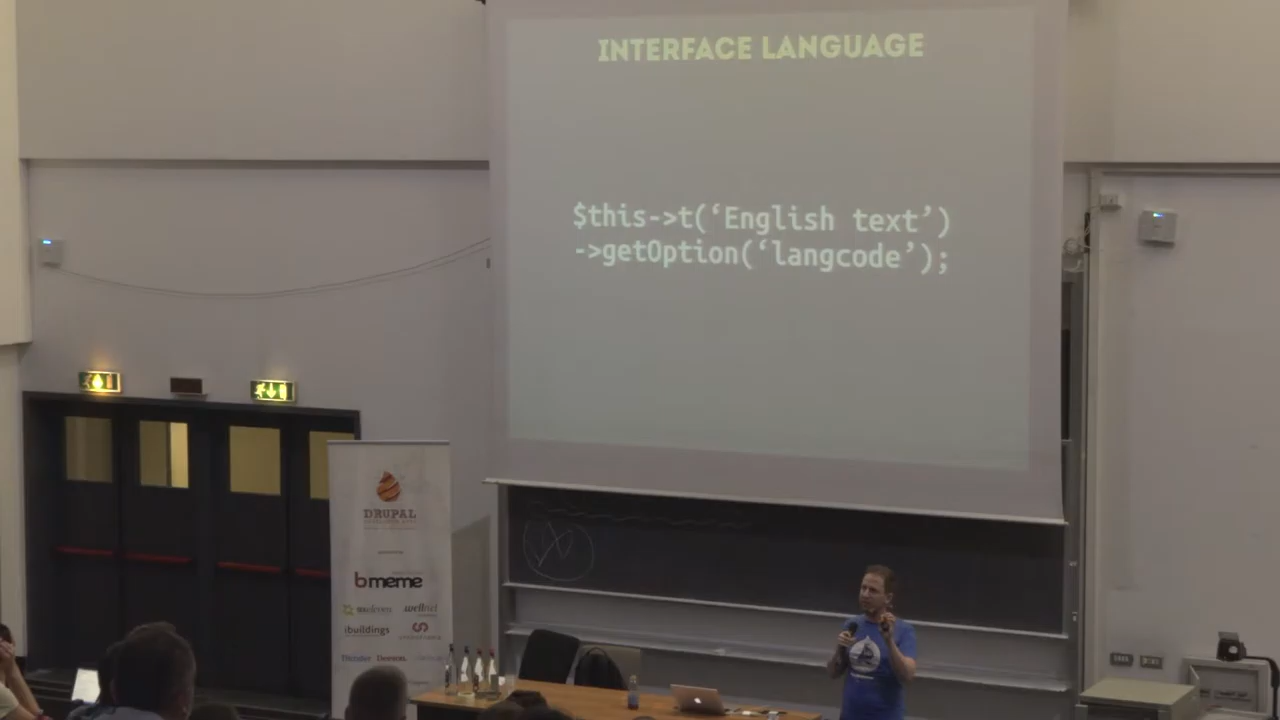 INTERFACE LANGUAGE
$this->t(‘English text’)
->getOption(‘langcode’);
DRUPAL
bmeme
wellnet
ibuildings